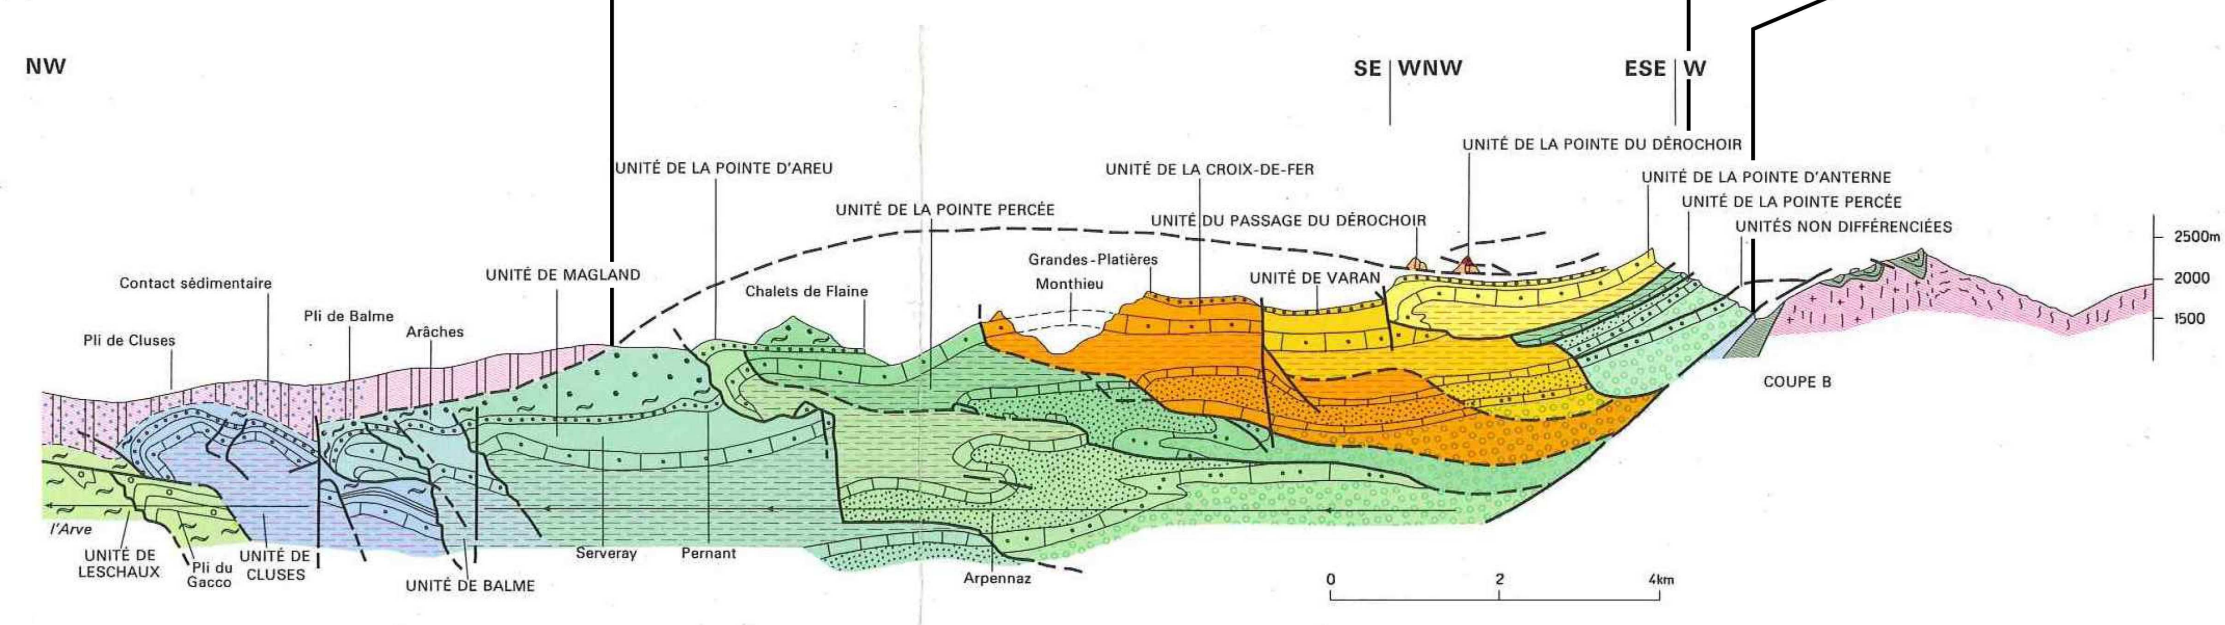 NW
SE WNW
ESE W
UNITÉ DE LA POINTE DU DÉROCHOIR
UNITÉ DE LA POINTE D'AREU
UNITÉ DE LA CROIX-DE-FER
UNITÉ DE LA POINTE D'ANTERNE
UNITÉ DE LA POINTE PERCÉE
UNITÉ DE LA POINTE PERCÉE
UNITÉ DU PASSAGE DU DÉROCHOIR
UNITÉS NON DIFFÉRENCIÉES
2500m
Grandes-Platières
UNITÉ DE MAGLAND
UNITÉ DE VARAN
2000
Contact sédimentaire
Monthieu
Chalets de Flaine
Pli de Balme
1500
Arâches
Pli de Cluses
COUPE B
l'Arve
UNITÉ DE
LESCHAUX
Pli du
Gacco
UNITÉ DE
CLUSES
UNITÉ DE BALME
Serveray
Pernant
Arpennaz
0 2 4km